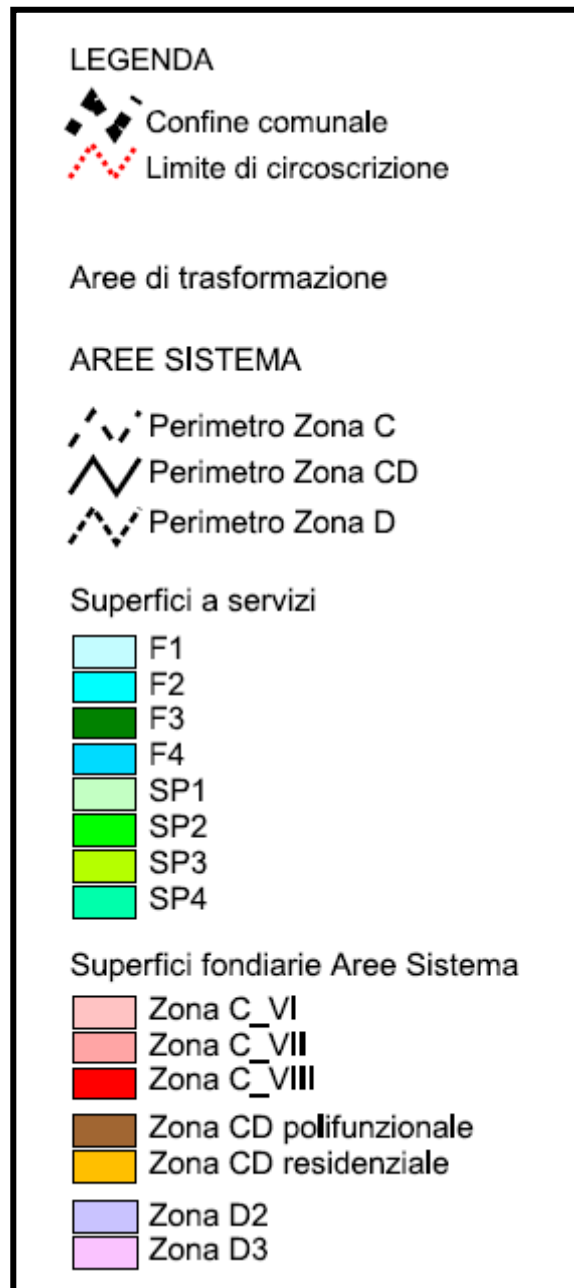 LEGENDA
Confine comunale
Limite di circoscrizione
Aree di trasformazione
AREE SISTEMA
Perimetro Zona C
Perimetro Zona CD
Perimetro Zona D
Superfici a servizi
F1
F2
F3
F4
SP1
SP2
SP3
SP4
Superfici fondiarie Aree Sistema
Zona C_VI
Zona C_VII
Zona C_VIII
Zona CD polifunzionale
Zona CD residenziale
Zona D2
Zona D3